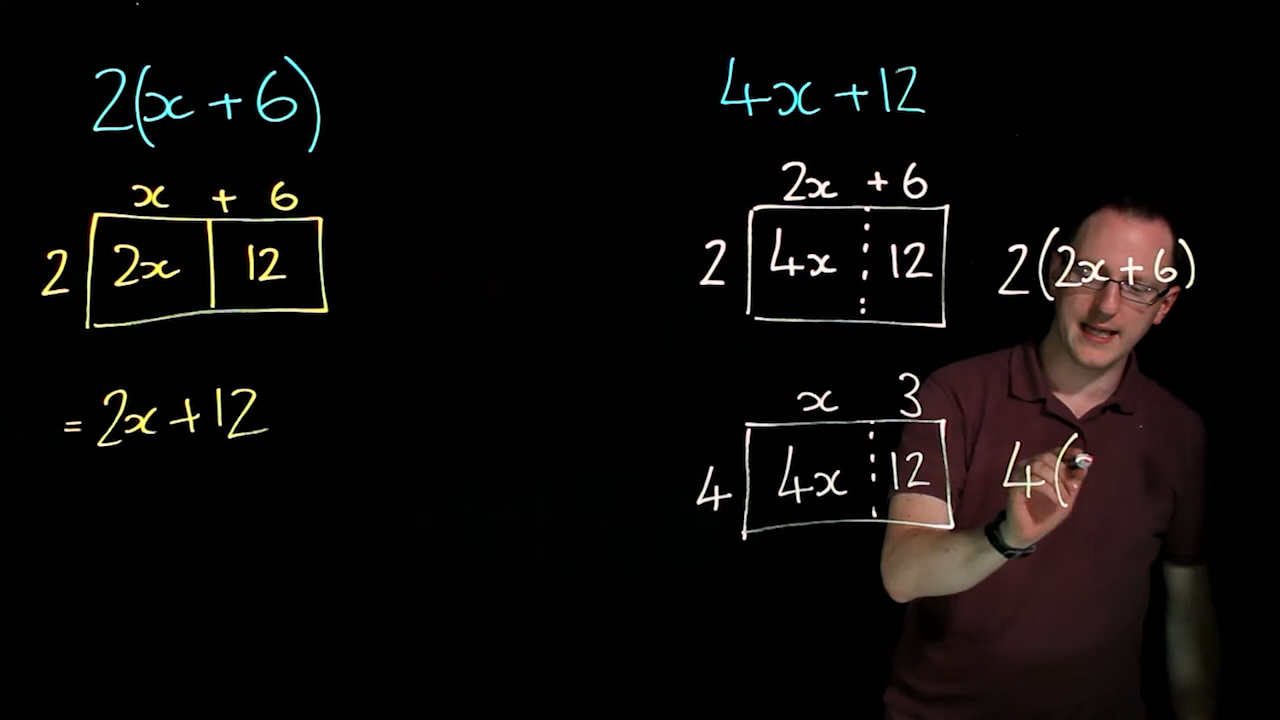 2(x + 6)
x + 6
2 2x 12
= 2x + 12
4x + 12
2x + 6
2 4x 12 2(2x + 6)
x 3
4 4x 12 4(